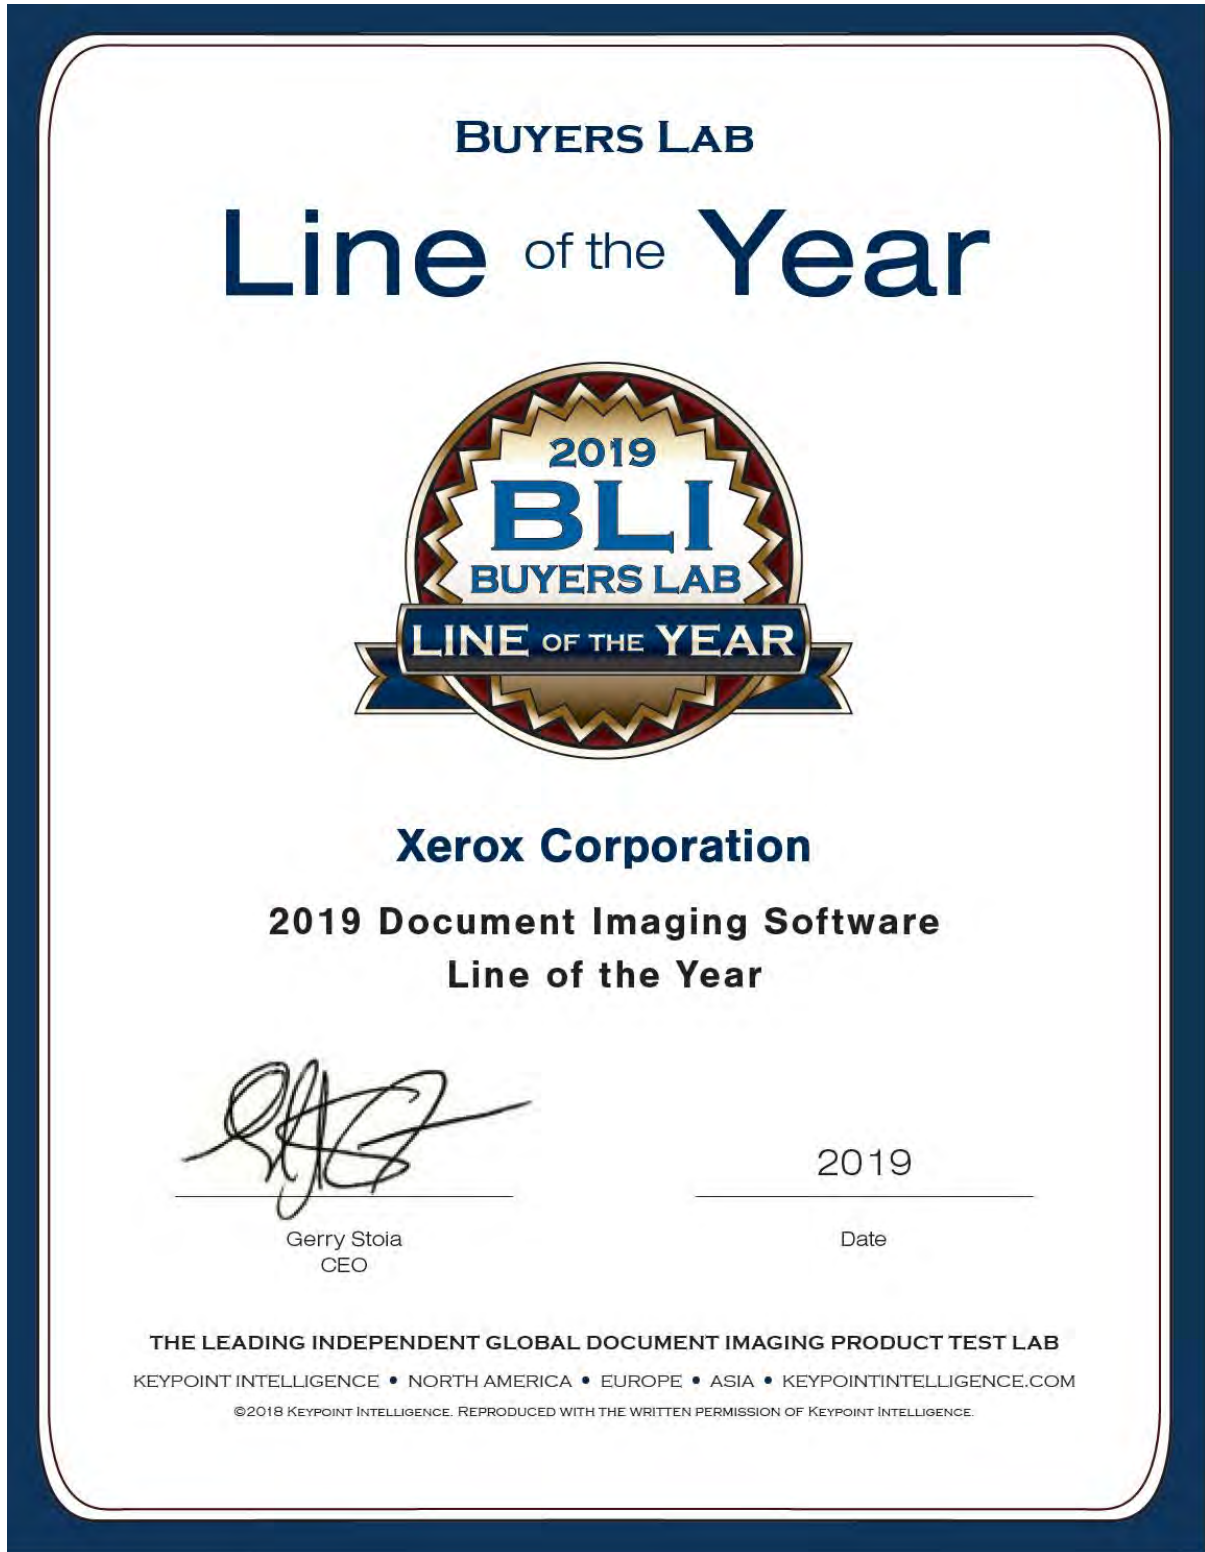 BUYERS LAB
Line of the Year
2019
BLI
BUYERS LAB
LINE OF THE YEAR
Xerox Corporation
2019 Document Imaging Software
Line of the Year
2019
Gerry Stoia
Date
CEO
THE LEADING INDEPENDENT GLOBAL DOCUMENT IMAGING PRODUCT TEST LAB
KEYPOINT INTELLIGENCE • NORTH AMERICA • EUROPE • ASIA • KEYPOINTINTELLIGENCE.COM
©2018 KEYPOINT INTELLIGENCE. REPRODUCED WITH THE WRITTEN PERMISSION OF KEYPOINT INTELLIGENCE.